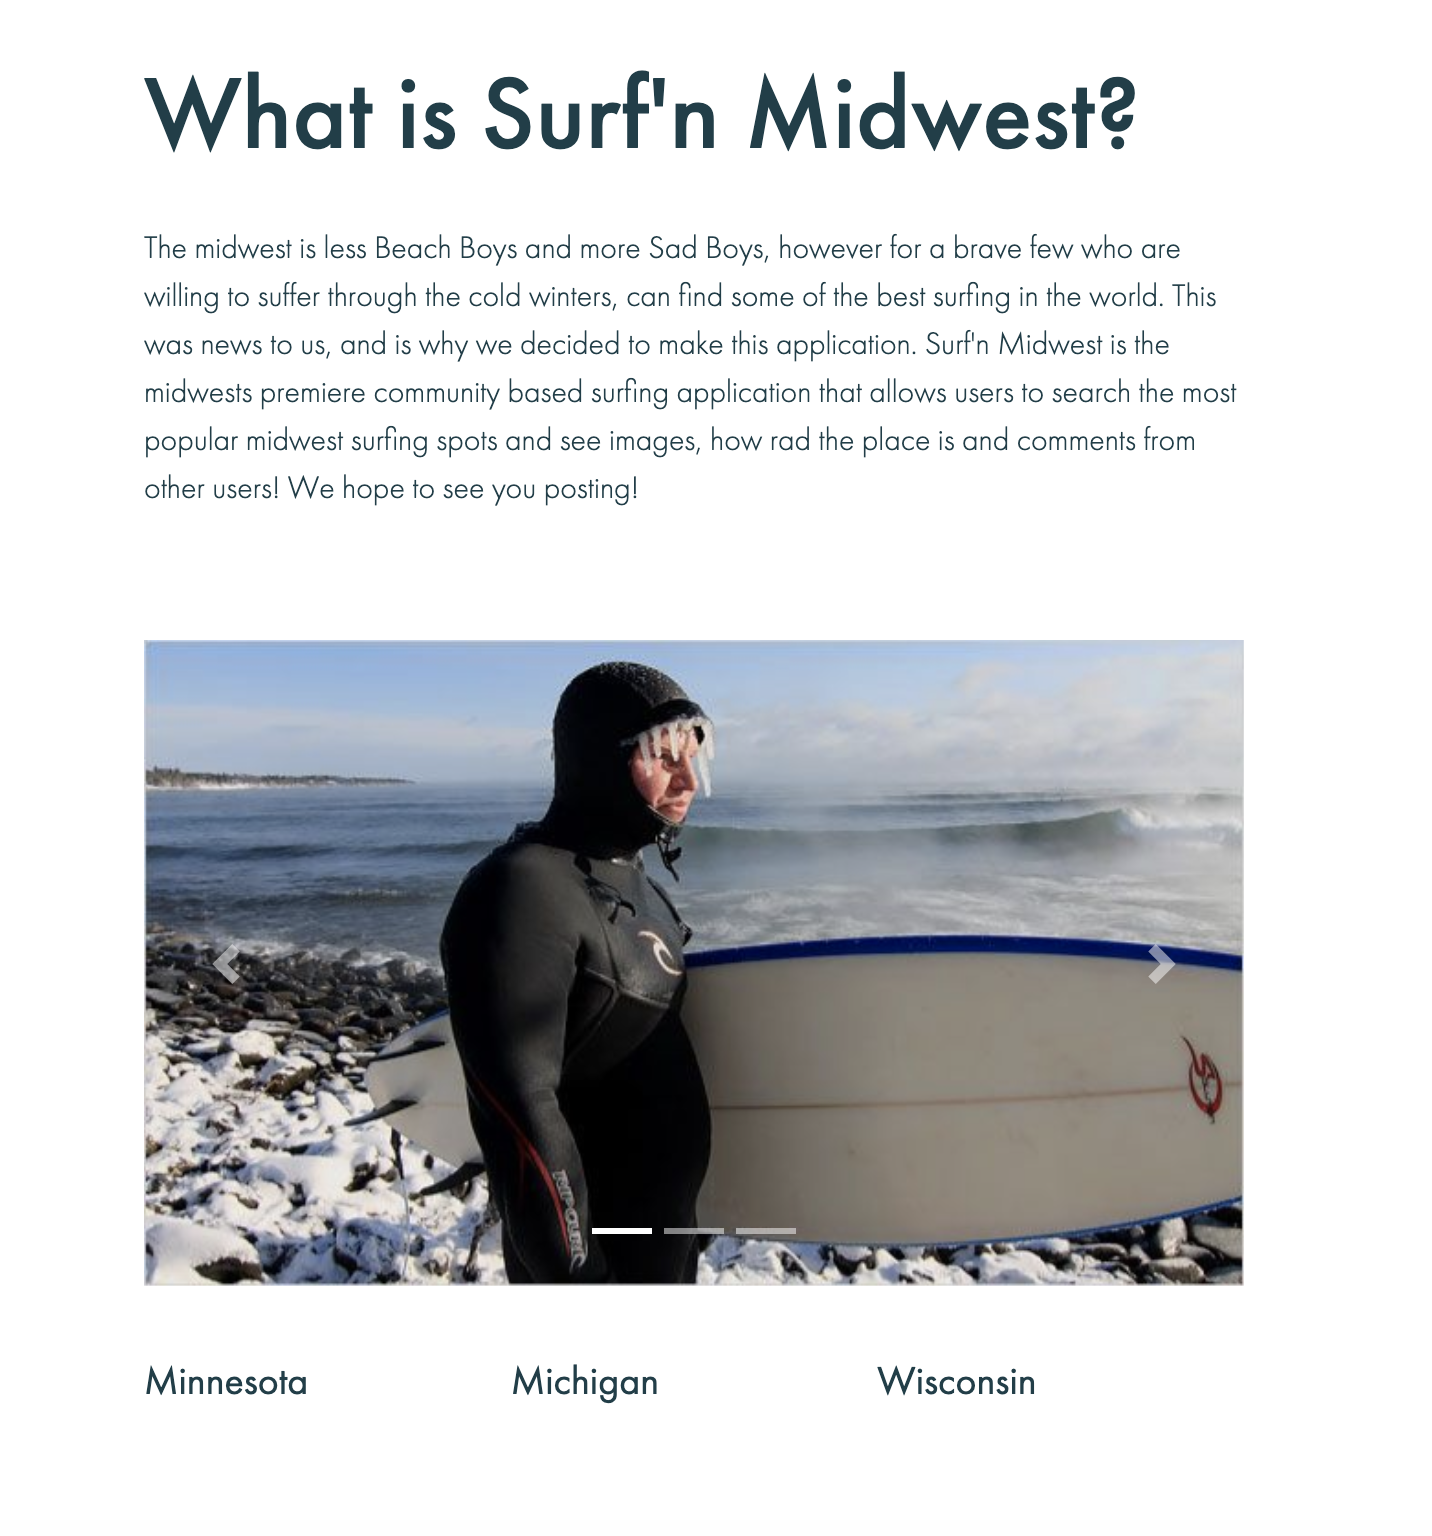 What is Surf'n Midwest?
The midwest is less Beach Boys and more Sad Boys, however for a brave few who are
willing to suffer through the cold winters, can find some of the best surfing in the world. This
was news to us, and is why we decided to make this application. Surf'n Midwest is the
midwests premiere community based surfing application that allows users to search the most
popular midwest surfing spots and see images, how rad the place is and comments from
other users! We hope to see you posting!
RIP CURL
Minnesota Michigan Wisconsin